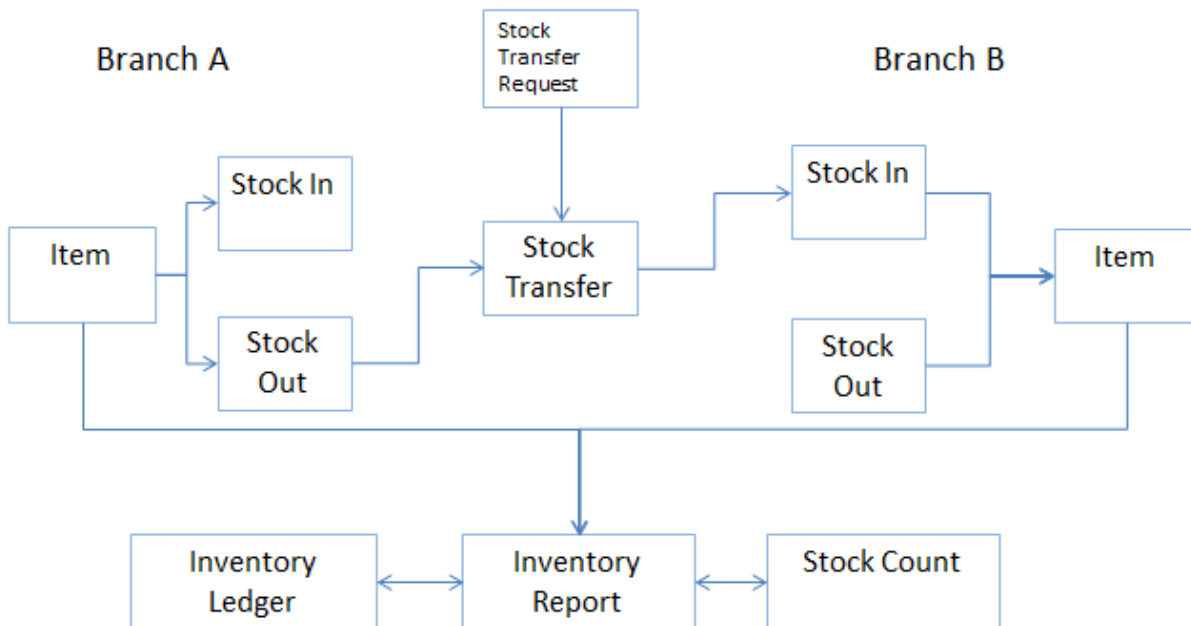 Branch A
Stock
Transfer
Request
Branch B
Stock In
Stock In
Item
Stock
Transfer
Item
Stock
Out
Stock
Out
Inventory
Ledger
Inventory
Report
Stock Count